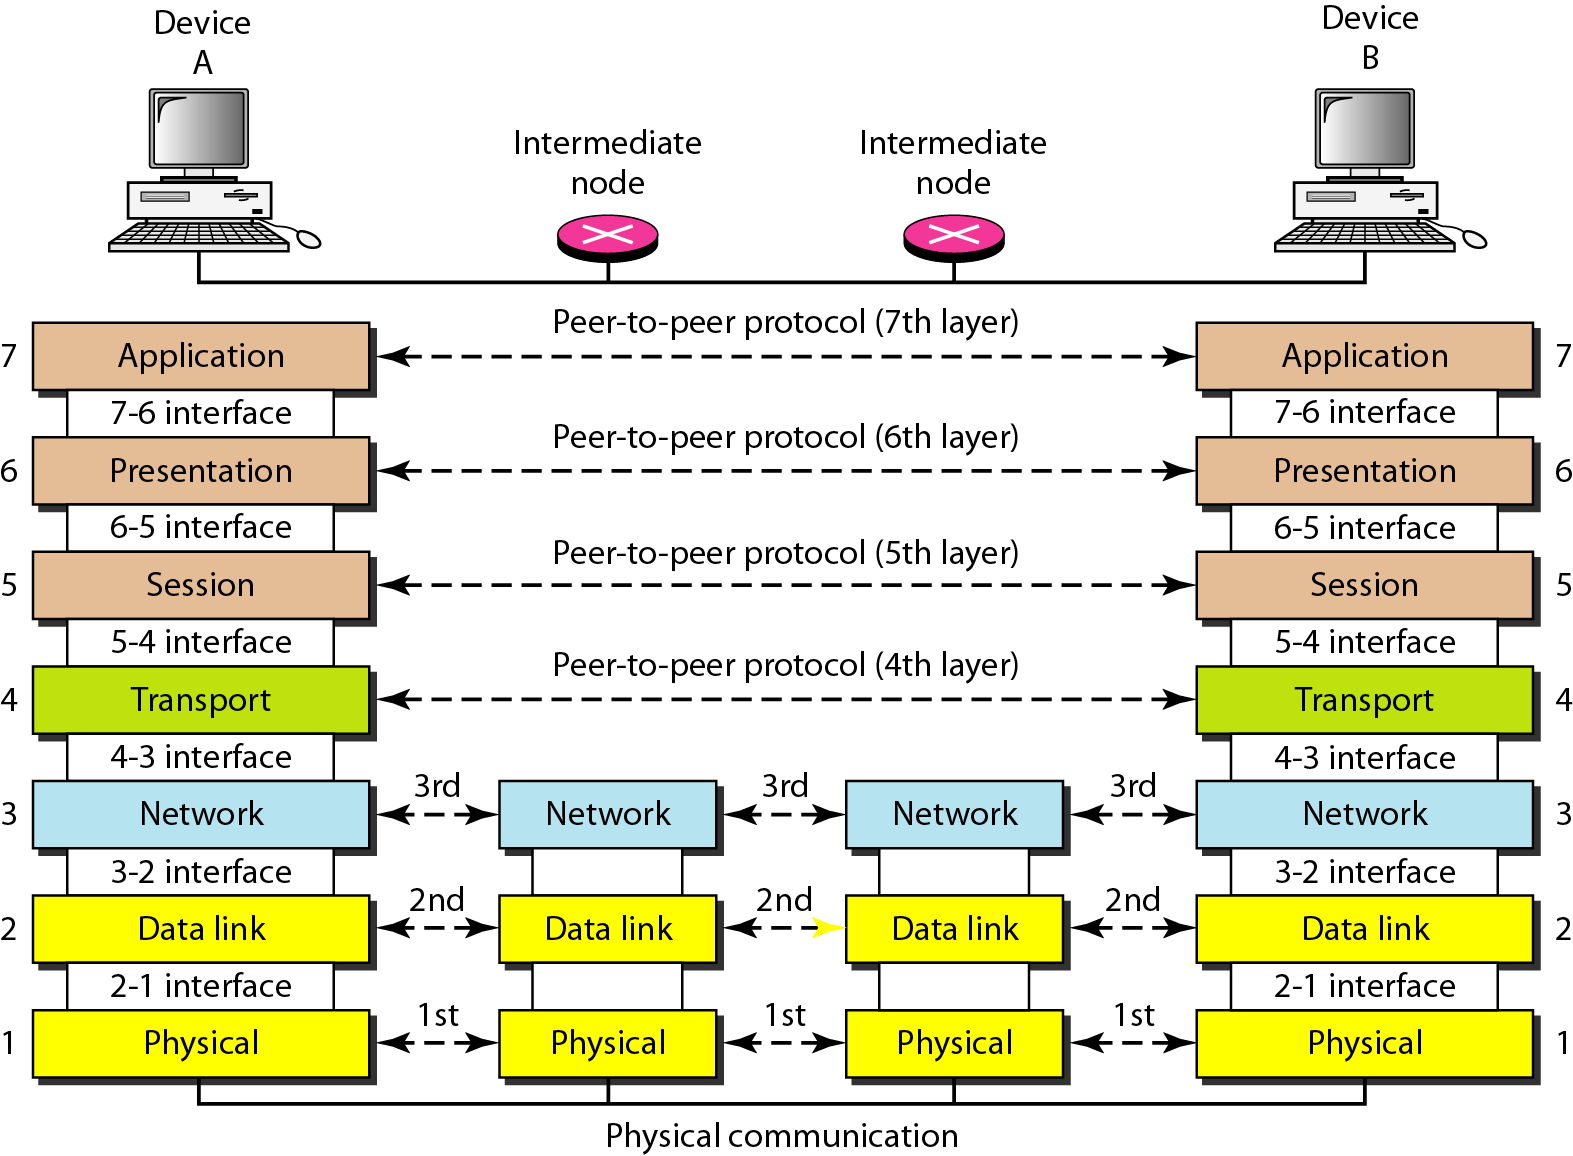 Device
A
Device
B
Intermediate
node
Intermediate
node
Peer-to-peer protocol (7th layer)
7
Application
Application
7
7-6 interface
7-6 interface
Peer-to-peer protocol (6th layer)
6
Presentation
Presentation
6
6-5 interface
6-5 interface
Peer-to-peer protocol (5th layer)
5
Session
Session
5
5-4 interface
5-4 interface
Peer-to-peer protocol (4th layer)
4
Transport
Transport
4
4-3 interface
4-3 interface
3rd
3rd
3rd
3
Network
Network
Network
Network
3
3-2 interface
3-2 interface
2nd
2nd
2nd
2
Data link
Data link
Data link
Data link
2
2-1 interface
2-1 interface
1st
1st
1st
1
Physical
Physical
Physical
Physical
1
Physical communication